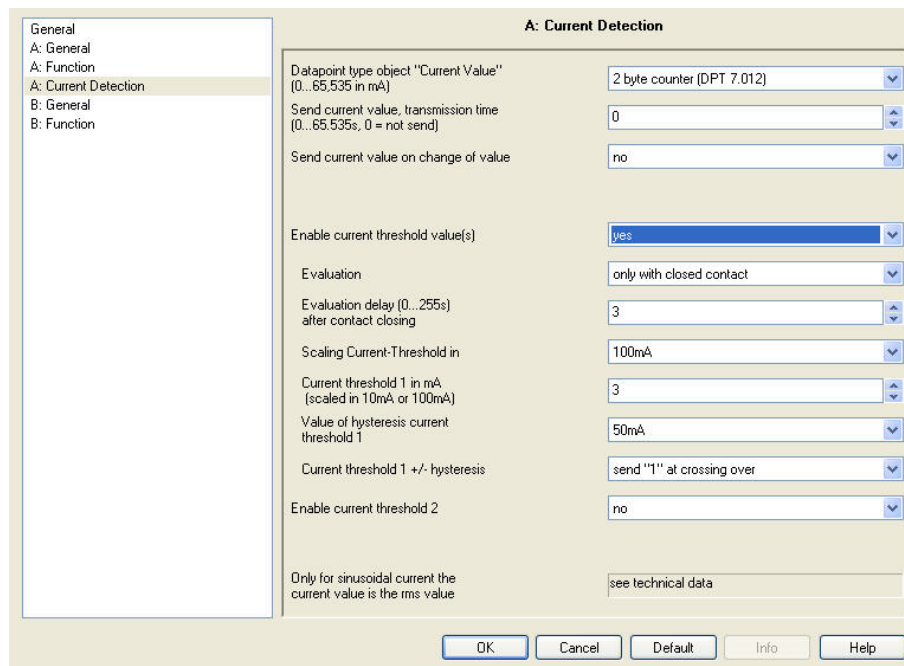 General
A: General
A: Function
A: Current Detection
B: General
B: Function
A: Current Detection
Datapoint type object "Current Value"
(0...65,535 in mA)
2 byte counter (DPT 7.012)
Send current value, transmission time
(0...65.535s, 0 = not send)
0
Send current value on change of value
no
Enable current threshold value(s)
yes
Evaluation
only with closed contact
Evaluation delay (0...255s)
after contact closing
3
Scaling Current-Threshold in
100mA
Current threshold 1 in mA
(scaled in 10mA or 100mA)
3
Value of hysteresis current
threshold 1
50mA
Current threshold 1 +/- hysteresis
send "1" at crossing over
Enable current threshold 2
no
Only for sinusoidal current the
current value is the rms value
see technical data
OK
Cancel
Default
Info
Help